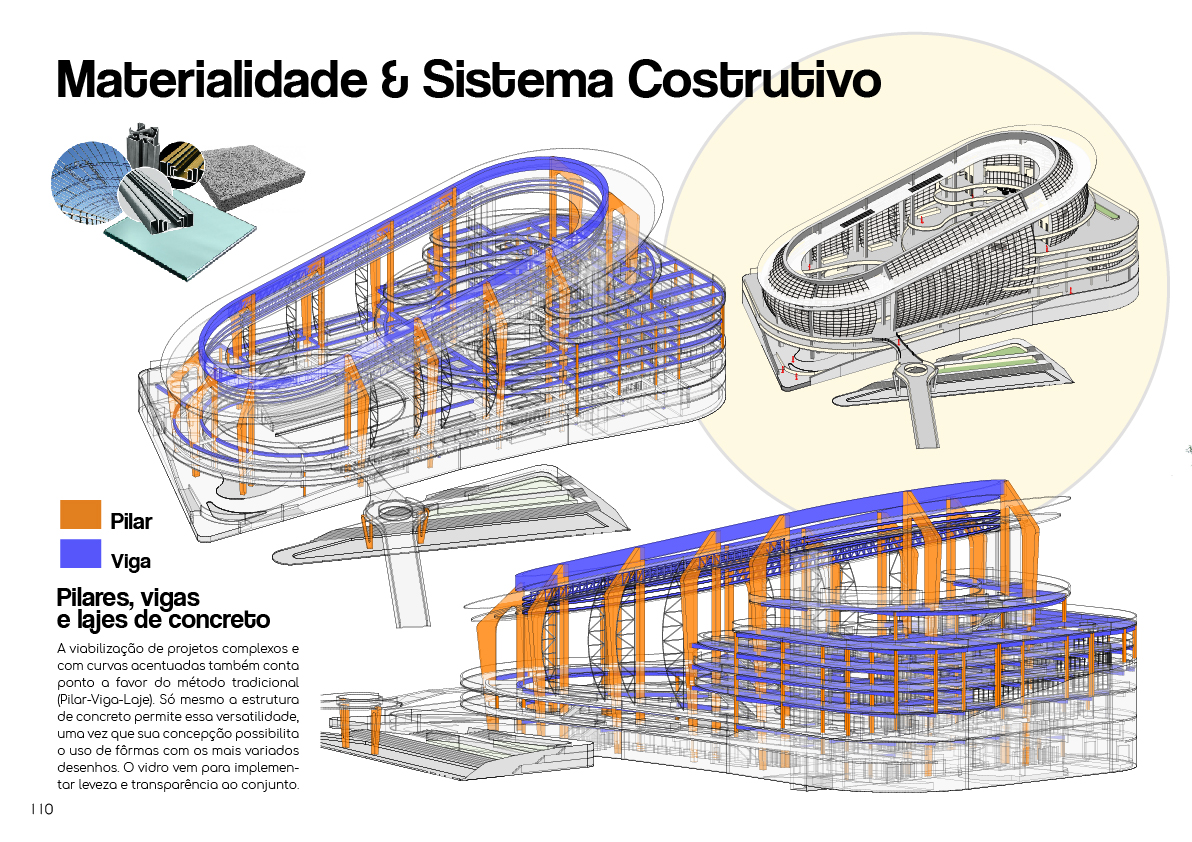 Materialidade & Sistema Costrutivo
Pilar
Viga
Pilares, vigas
e lajes de concreto
A viabilização de projetos complexos e
com curvas acentuadas também conta
ponto a favor do método tradicional
(Pilar-Viga-Laje). Só mesmo a estrutura
de concreto permite essa versatilidade,
uma vez que sua concepção possibilita
o uso de fôrmas com os mais variados
desenhos. O vidro vem para implemen-
tar leveza e transparência ao conjunto.
110